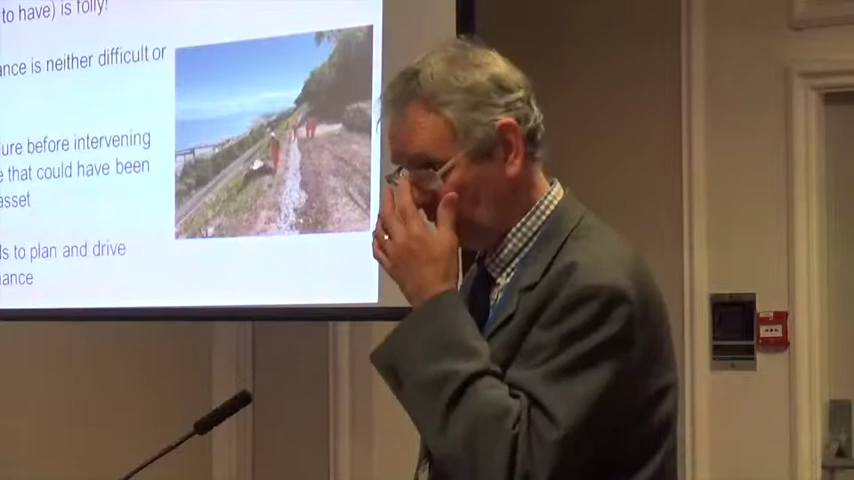 to have) is folly!
ance is neither difficult or
ure before intervening
e that could have been
asset
ls to plan and drive
nance